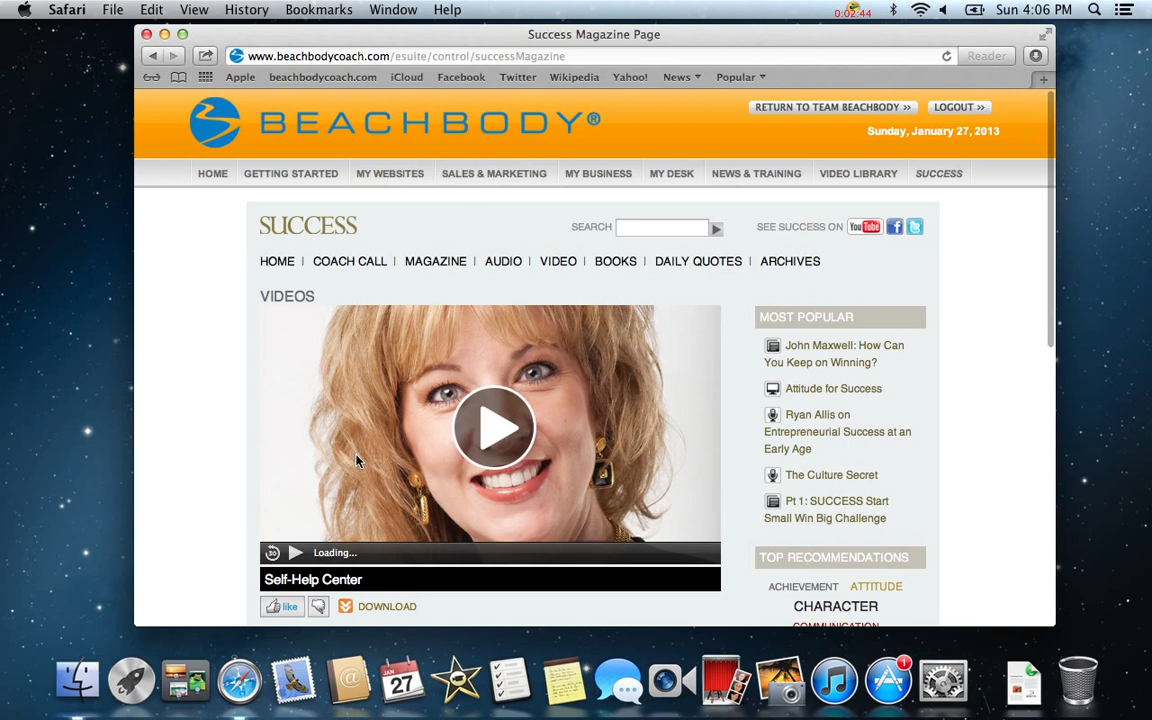 Safari File Edit View History Bookmarks Window Help 0:02:44 Sun 4:06 PM
Success Magazine Page
www.beachbodycoach.com/esuite/control/successMagazine Reader
Apple beachbodycoach.com iCloud Facebook Twitter Wikipedia Yahoo! News Popular
BEACHBODY®
RETURN TO TEAM BEACHBODY >> LOGOUT >>
Sunday, January 27, 2013
HOME GETTING STARTED MY WEBSITES SALES & MARKETING MY BUSINESS MY DESK NEWS & TRAINING VIDEO LIBRARY SUCCESS
SUCCESS SEARCH SEE SUCCESS ON YouTube
HOME | COACH CALL | MAGAZINE | AUDIO | VIDEO | BOOKS | DAILY QUOTES | ARCHIVES
VIDEOS
30 Loading...
Self-Help Center
like DOWNLOAD
MOST POPULAR
John Maxwell: How Can
You Keep on Winning?
Attitude for Success
Ryan Allis on
Entrepreneurial Success at an
Early Age
The Culture Secret
Pt 1: SUCCESS Start
Small Win Big Challenge
TOP RECOMMENDATIONS
ACHIEVEMENT ATTITUDE
CHARACTER
COMMUNICATION
JAN
27
1